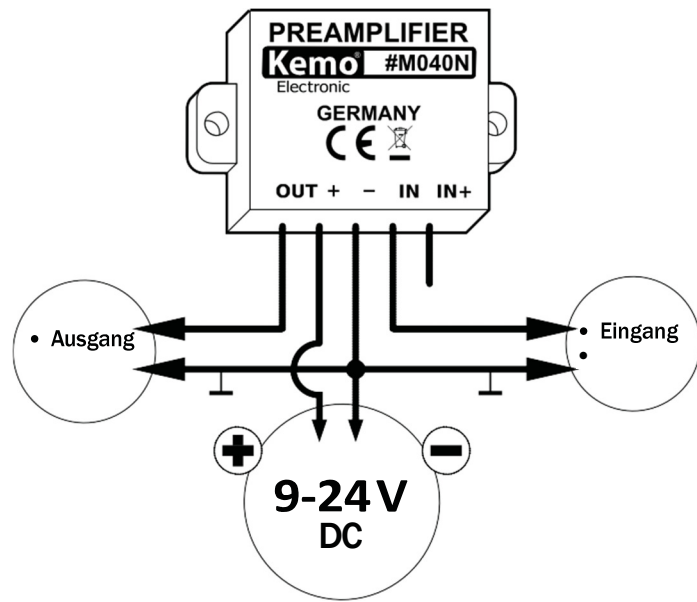 PREAMPLIFIER
Kemo® #M040N
Electronic
GERMANY
CE
OUT + − IN IN+
• Ausgang
• Eingang
•
+ −
9-24 V
DC